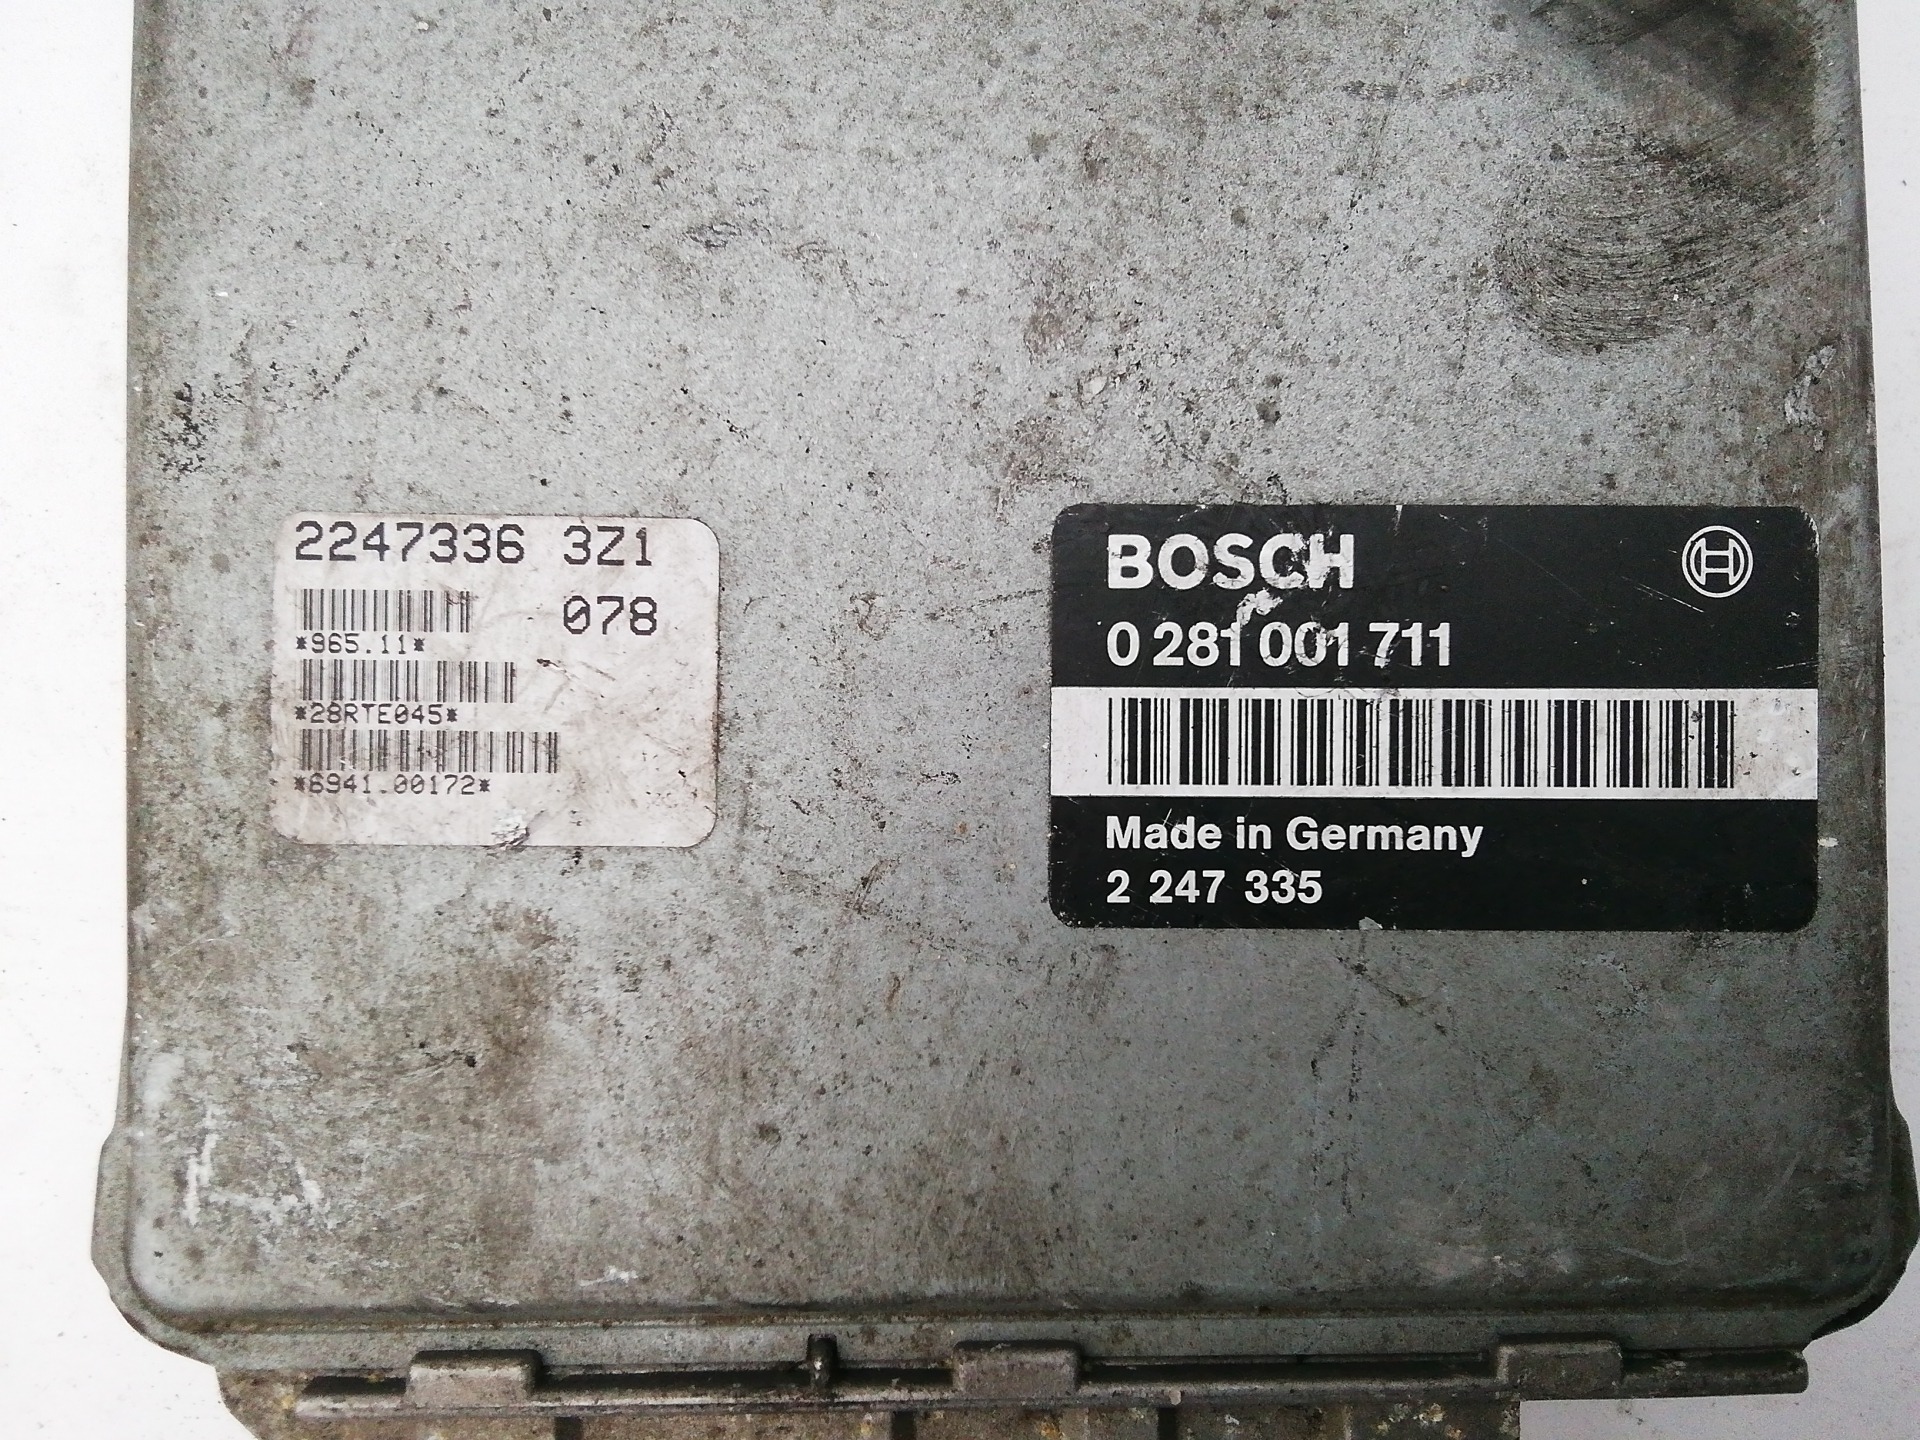 2247336 3Z1
078
*965.11*
*28RTE045*
*6941.00172*
BOSCH
0 281 001 711
Made in Germany
2 247 335